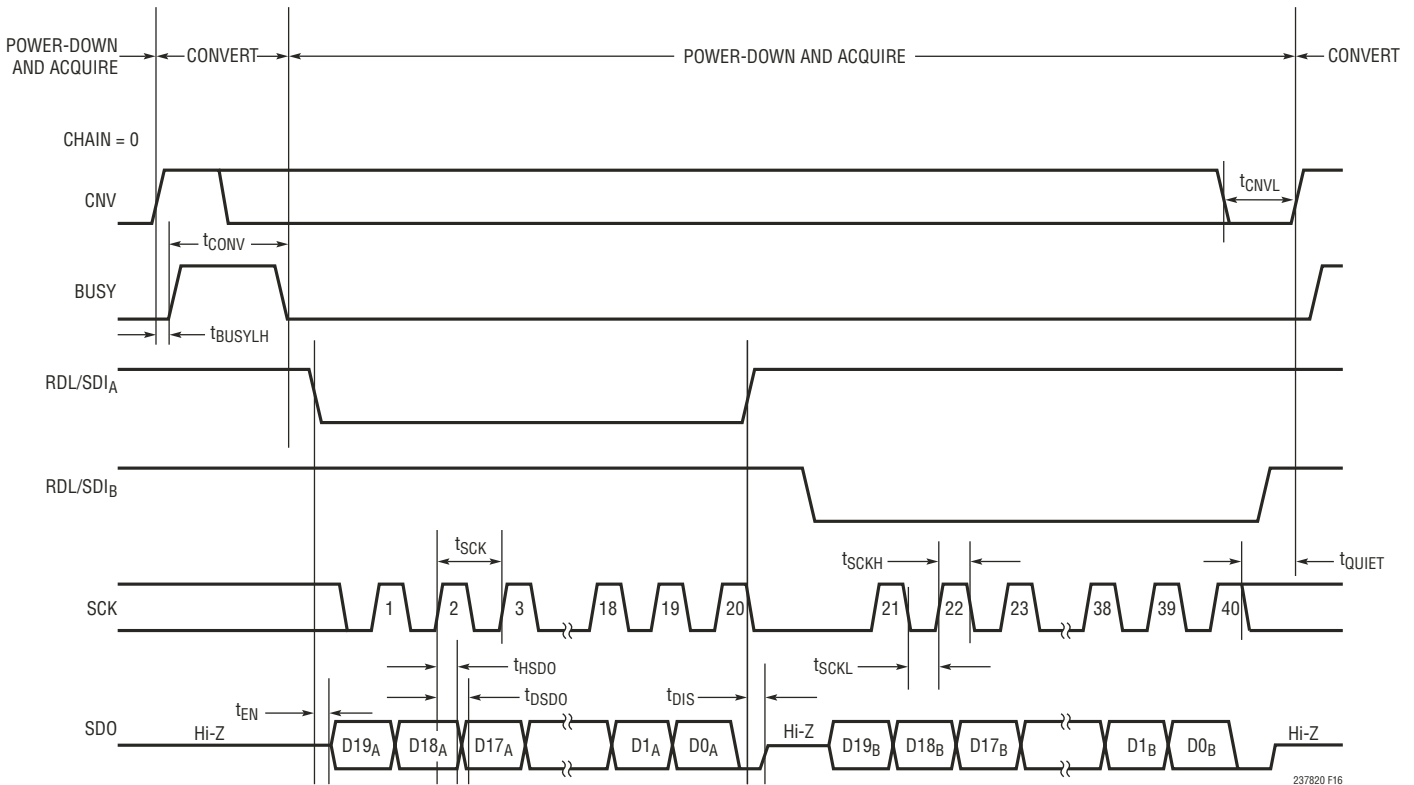 POWER-DOWN
AND ACQUIRE
CONVERT
POWER-DOWN AND ACQUIRE
CONVERT
CHAIN = 0
CNV
tCNVL
tCONV
BUSY
tBUSYLH
RDL/SDIA
RDL/SDIB
tSCK
tSCKH
tQUIET
SCK
1
2
3
18
19
20
21
22
23
38
39
40
tHSDO
tSCKL
tDSDO
tDIS
tEN
SDO
Hi-Z
D19A
D18A
D17A
D1A
D0A
Hi-Z
D19B
D18B
D17B
D1B
D0B
Hi-Z
237820 F16